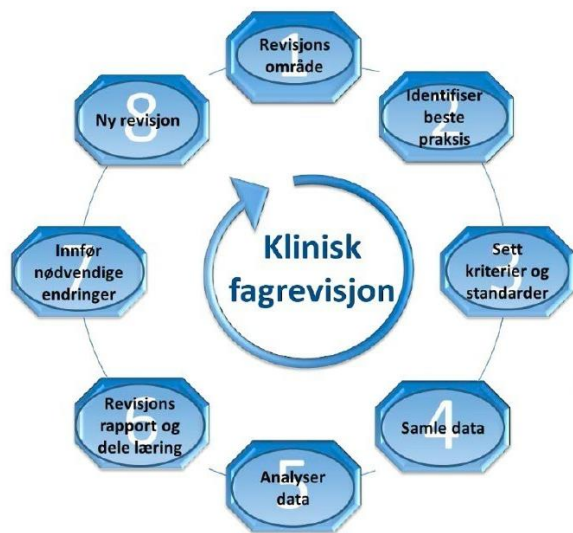 1
Revisjons
område
2
Identifiser
beste
praksis
3
Sett
kriterier og
standarder
4
Samle data
5
Analyser
data
6
Revisjons
rapport og
dele læring
7
Innfør
nødvendige
endringer
8
Ny revisjon
Klinisk
fagrevisjon